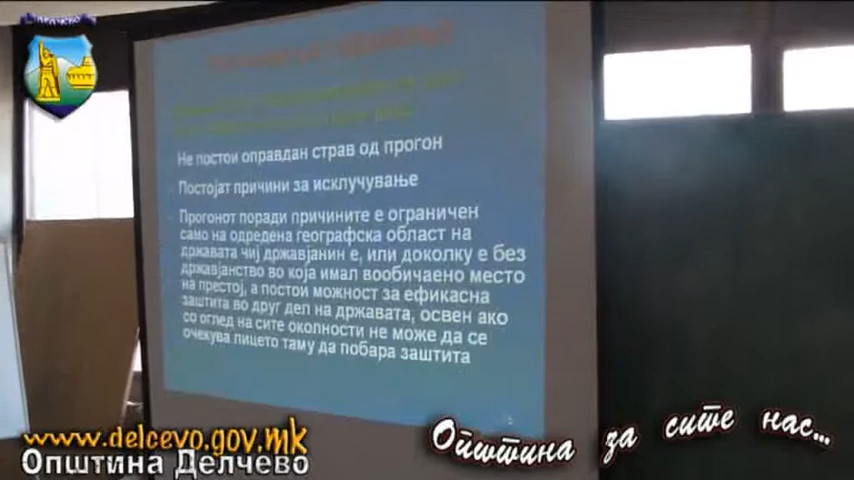 Не постои оправдан страв од прогон
Постојат причини за исклучување
Прогонот поради причините е ограничен
само на одредена географска област на
државата чиј државјанин е, или доколку е без
државјанство во која имал вообичаено место
на престој, а постои можност за ефикасна
заштита во друг дел на државата, освен ако
со оглед на сите околности не може да се
очекува лицето таму да побара заштита
www.delcevo.gov.mk
Општина Делчево
Општина за сите нас...